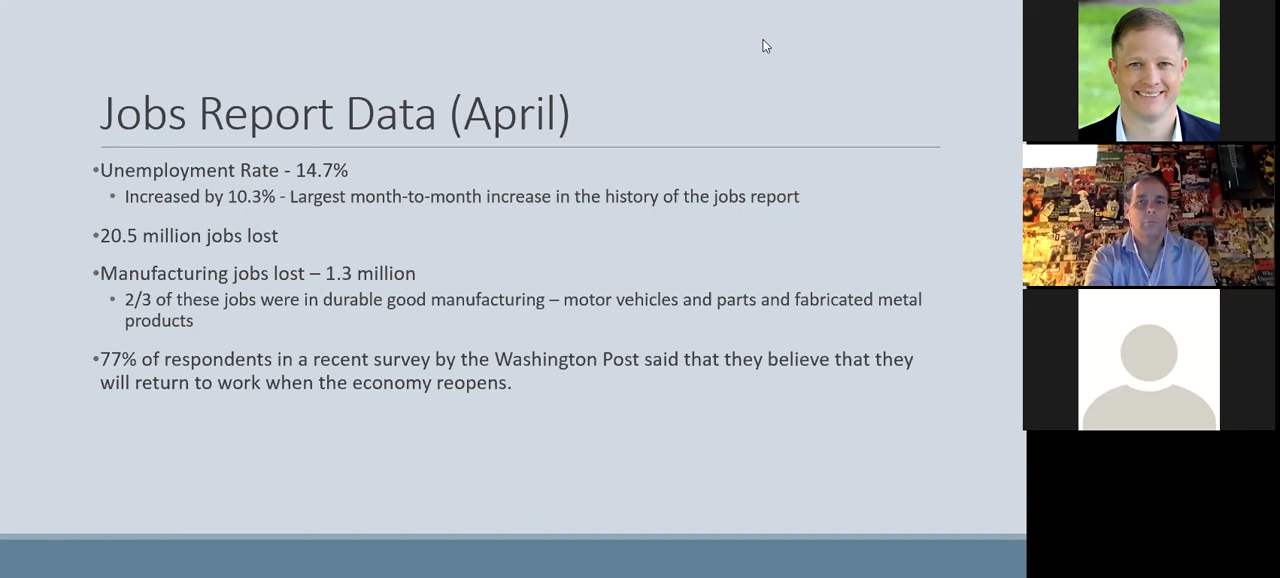 Jobs Report Data (April)
•Unemployment Rate - 14.7%
• Increased by 10.3% - Largest month-to-month increase in the history of the jobs report
•20.5 million jobs lost
•Manufacturing jobs lost – 1.3 million
• 2/3 of these jobs were in durable good manufacturing – motor vehicles and parts and fabricated metal
products
•77% of respondents in a recent survey by the Washington Post said that they believe that they
will return to work when the economy reopens.